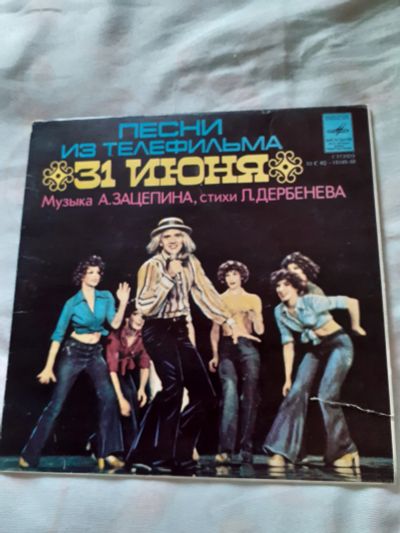 ПЕСНИ
ИЗ ТЕЛЕФИЛЬМА
31 ИЮНЯ
Музыка А.ЗАЦЕПИНА, стихи Л.ДЕРБЕНЕВА